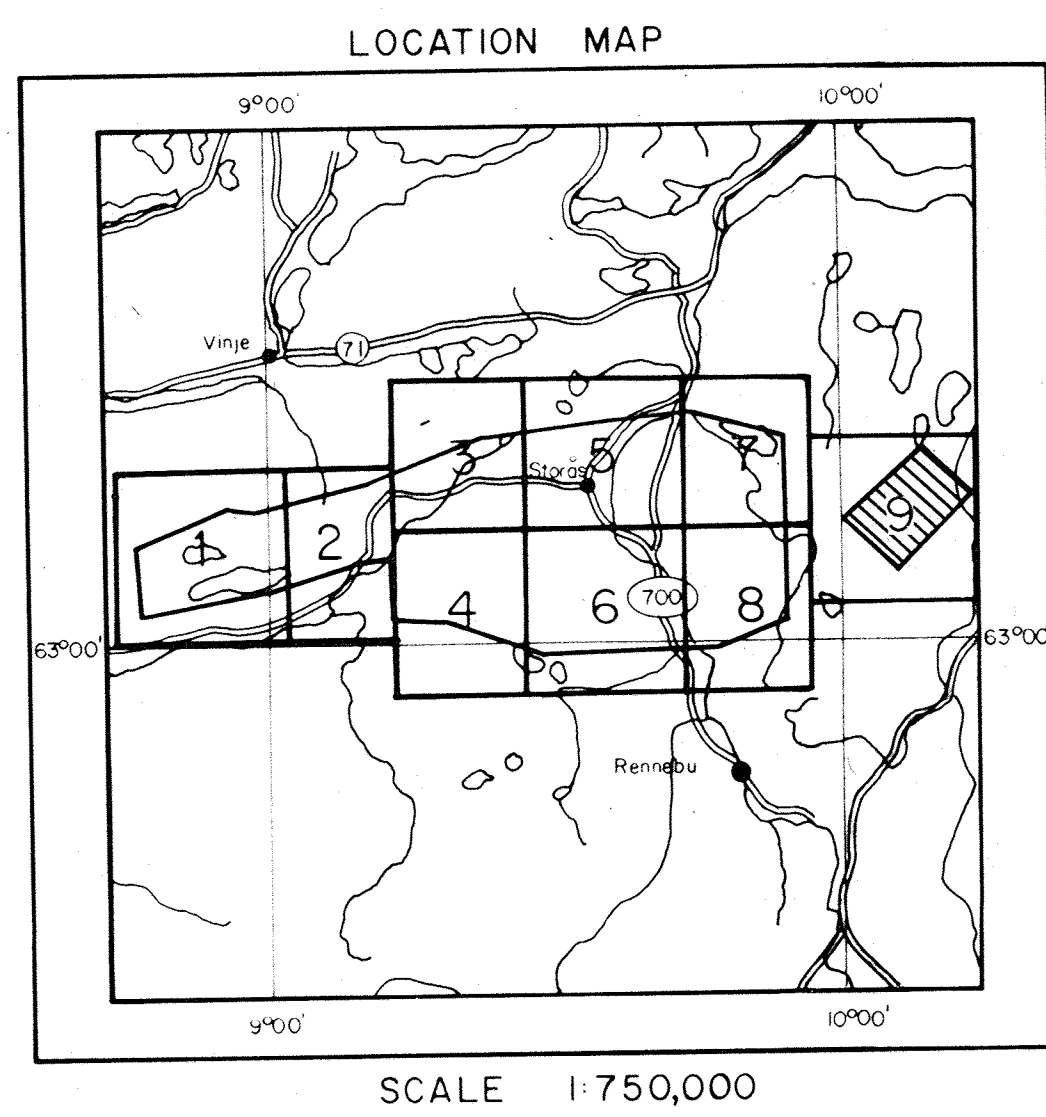 LOCATION MAP
9°00' 10°00'
Vinje
71
3 5 7
Storås
9
1 2
700
4 6 8
63°00' 63°00'
Rennebu
9°00' 10°00'
SCALE 1:750,000